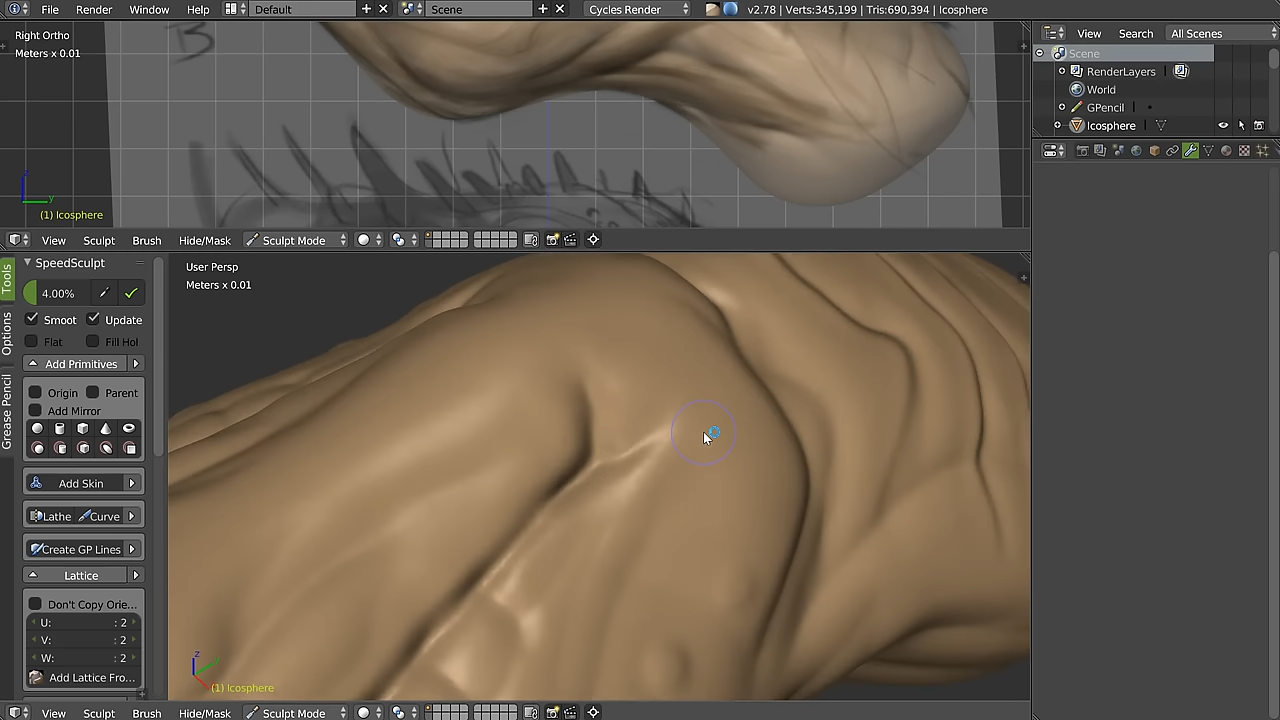 File Render Window Help Default Scene Cycles Render v2.78 | Verts:345,199 | Tris:690,394 | Icosphere
Right Ortho
Meters x 0.01
B
(1) Icosphere
View Sculpt Brush Hide/Mask Sculpt Mode
View Search All Scenes
Scene
RenderLayers
World
GPencil
Icosphere
Tools
Options
Grease Pencil
SpeedSculpt
4.00%
Smoot Update
Flat Fill Hol
Add Primitives
Origin Parent
Add Mirror
Add Skin
Lathe Curve
Create GP Lines
Lattice
Don't Copy Orie...
U: : 2
V: : 2
W: : 2
Add Lattice Fro...
User Persp
Meters x 0.01
z
(1) Icosphere
View Sculpt Brush Hide/Mask Sculpt Mode